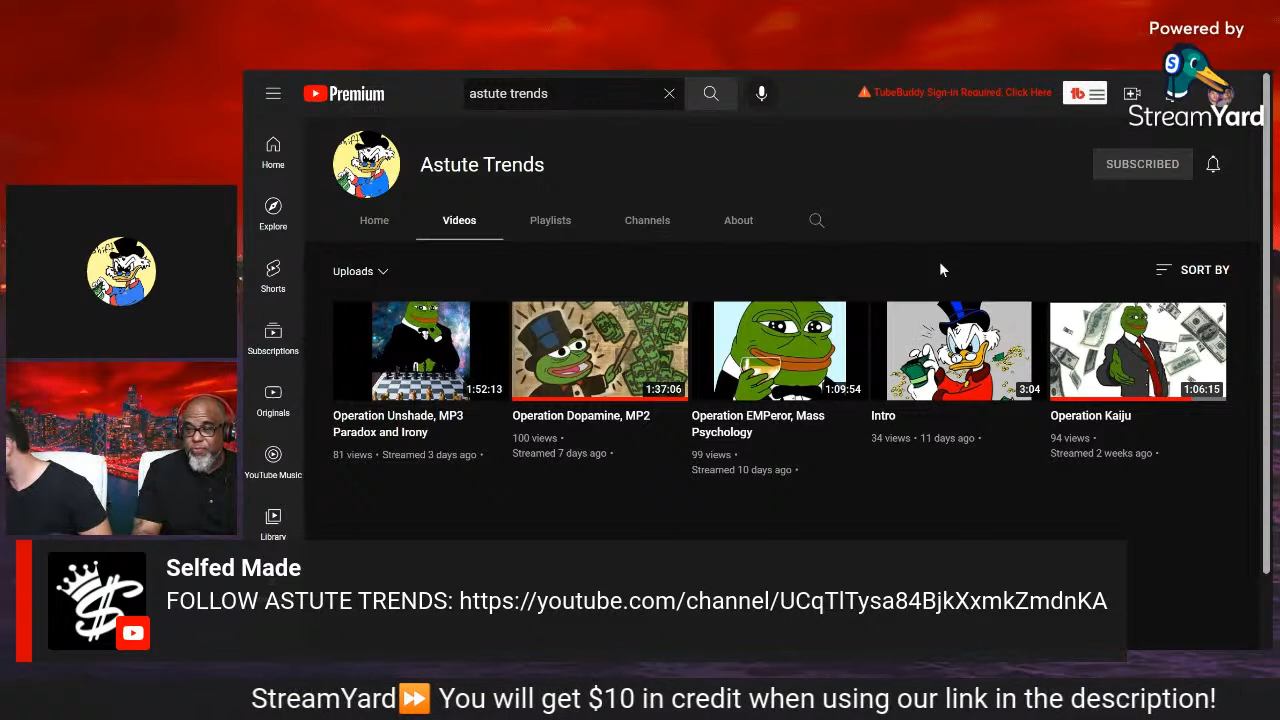 Powered by
StreamYard
Premium
astute trends
TubeBuddy Sign-in Required. Click Here
tb
Home
Explore
Shorts
Subscriptions
Originals
YouTube Music
Library
Astute Trends
SUBSCRIBED
Home
Videos
Playlists
Channels
About
Uploads
SORT BY
1:52:13
Operation Unshade, MP3
Paradox and Irony
81 views • Streamed 3 days ago •
1:37:06
Operation Dopamine, MP2
100 views •
Streamed 7 days ago •
1:09:54
Operation EMPeror, Mass
Psychology
99 views •
Streamed 10 days ago •
3:04
Intro
34 views • 11 days ago •
1:06:15
Operation Kaiju
94 views •
Streamed 2 weeks ago •
Selfed Made
FOLLOW ASTUTE TRENDS: https://youtube.com/channel/UCqTlTysa84BjkXxmkZmdnKA
StreamYard⏩ You will get $10 in credit when using our link in the description!